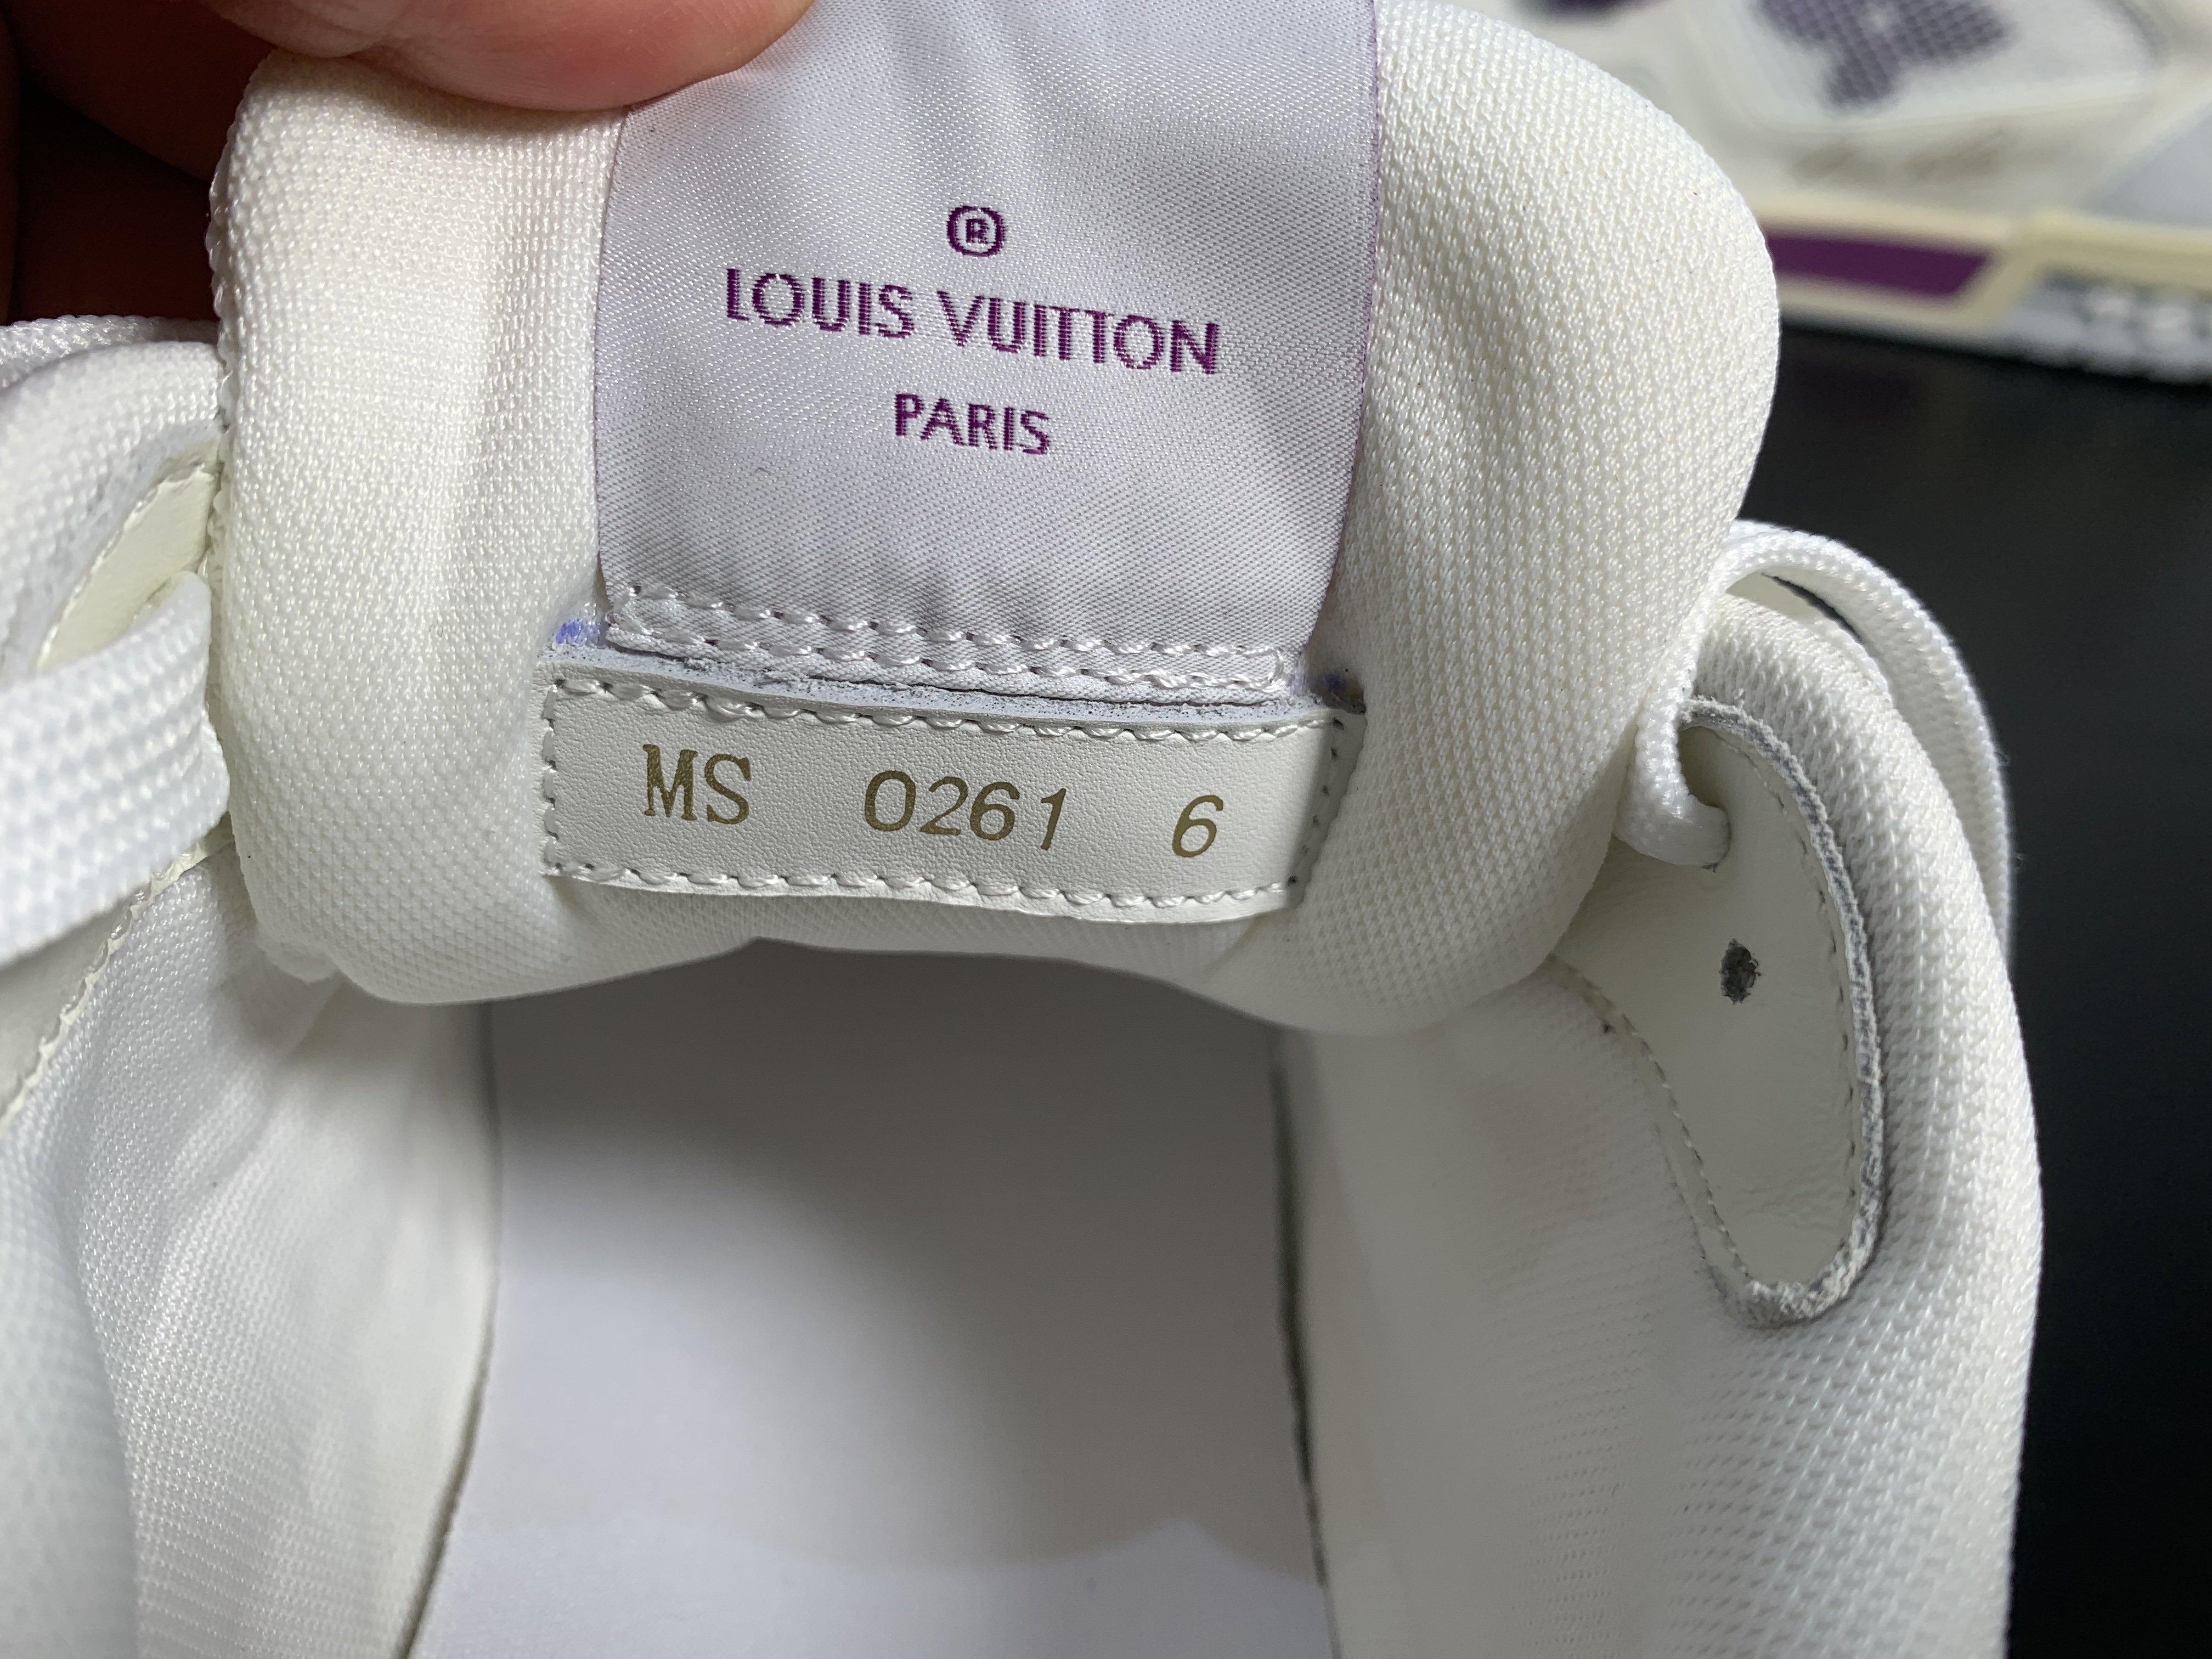 ®
LOUIS VUITTON
PARIS
MS 0261 6